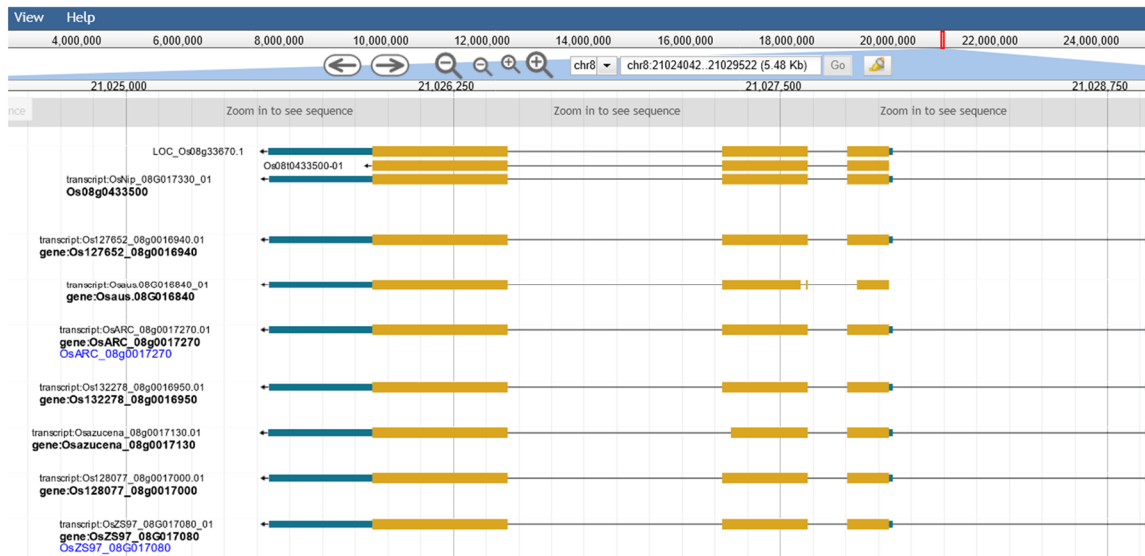 View Help
4,000,000 6,000,000 8,000,000 10,000,000 12,000,000 14,000,000 16,000,000 18,000,000 20,000,000 22,000,000 24,000,000
chr8 chr8:21024042..21029522 (5.48 Kb) Go
21,025,000 21,026,250 21,027,500 21,028,750
nce Zoom in to see sequence Zoom in to see sequence Zoom in to see sequence
LOC_Os08g33670.1
Os08t0433500-01
transcript:OsNip_08G017330_01
Os08g0433500
transcript:Os127652_08g0016940.01
gene:Os127652_08g0016940
transcript:Osaus.08G016840_01
gene:Osaus.08G016840
transcript:OsARC_08g0017270.01
gene:OsARC_08g0017270
OsARC_08g0017270
transcript:Os132278_08g0016950.01
gene:Os132278_08g0016950
transcript:Osazucena_08g0017130.01
gene:Osazucena_08g0017130
transcript:Os128077_08g0017000.01
gene:Os128077_08g0017000
transcript:OsZS97_08G017080_01
gene:OsZS97_08G017080
OsZS97_08G017080